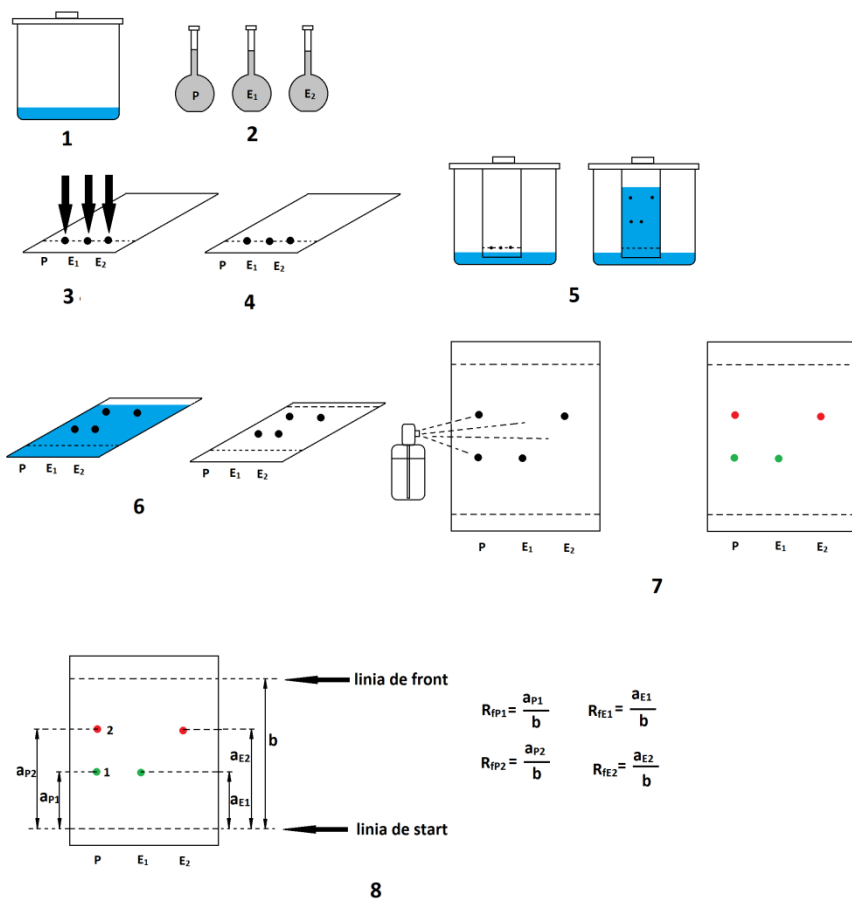 P E₁ E₂
1
2
P E₁ E₂
3 .
P E₁ E₂
4
5
P E₁ E₂
P E₁ E₂
6
P E₁ E₂
P E₁ E₂
7
linia de front
2
1
aP2
aP1
aE2
aE1
b
linia de start
P E₁ E₂
8
RfP1 = aP1 / b
RfE1 = aE1 / b
RfP2 = aP2 / b
RfE2 = aE2 / b